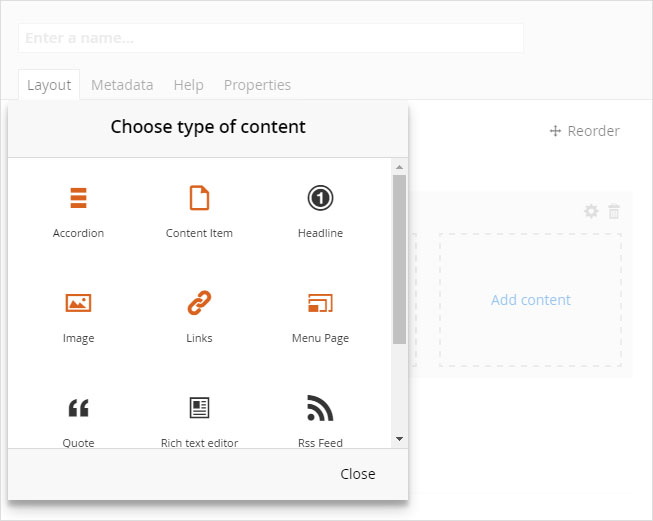 Enter a name...
Layout Metadata Help Properties
Choose type of content
Reorder
Accordion Content Item Headline
Add content
Image Links Menu Page
Quote Rich text editor Rss Feed
Close